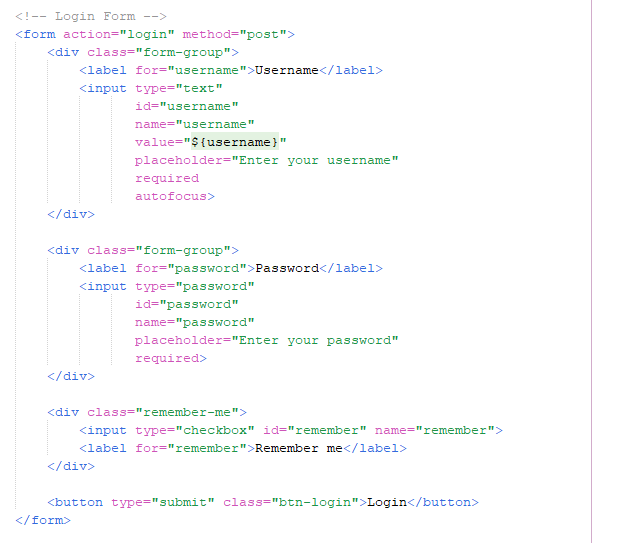 <!-- Login Form -->
<form action="login" method="post">
    <div class="form-group">
        <label for="username">Username</label>
        <input type="text"
               id="username"
               name="username"
               value="${username}"
               placeholder="Enter your username"
               required
               autofocus>
    </div>

    <div class="form-group">
        <label for="password">Password</label>
        <input type="password"
               id="password"
               name="password"
               placeholder="Enter your password"
               required>
    </div>

    <div class="remember-me">
        <input type="checkbox" id="remember" name="remember">
        <label for="remember">Remember me</label>
    </div>

    <button type="submit" class="btn-login">Login</button>
</form>